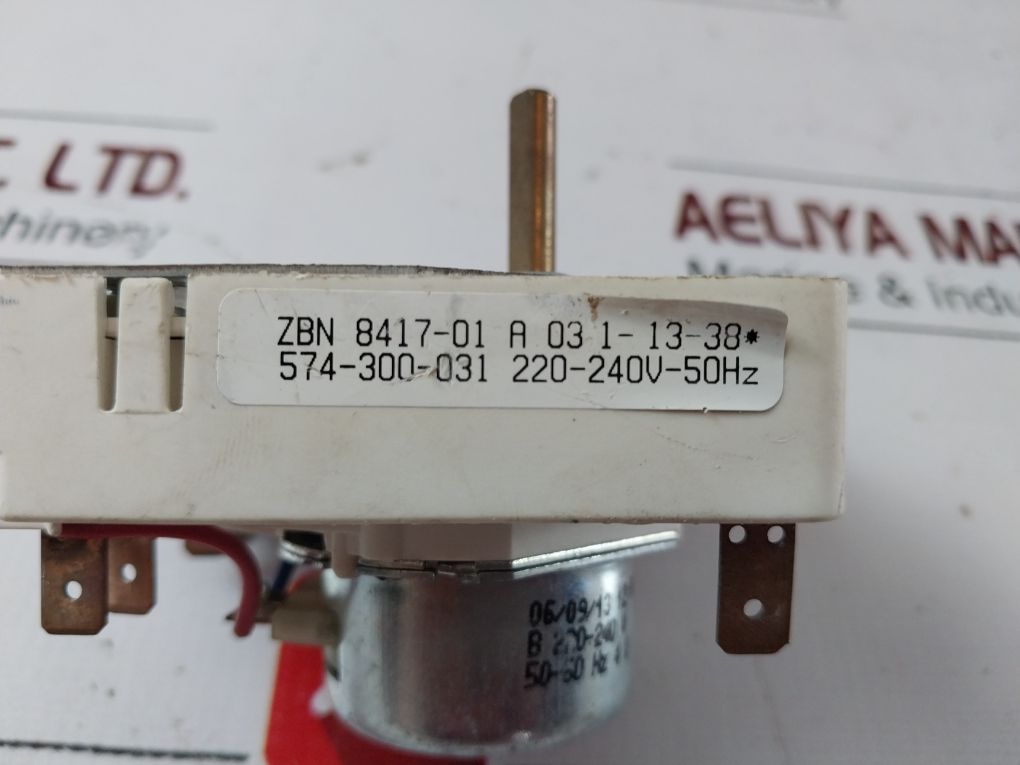 C LTD.
AELIYA MAR
ZBN 8417-01 A 03 1- 13-38*
574-300-031 220-240V-50Hz
06/09/13
B 220-240
50-60 Hz